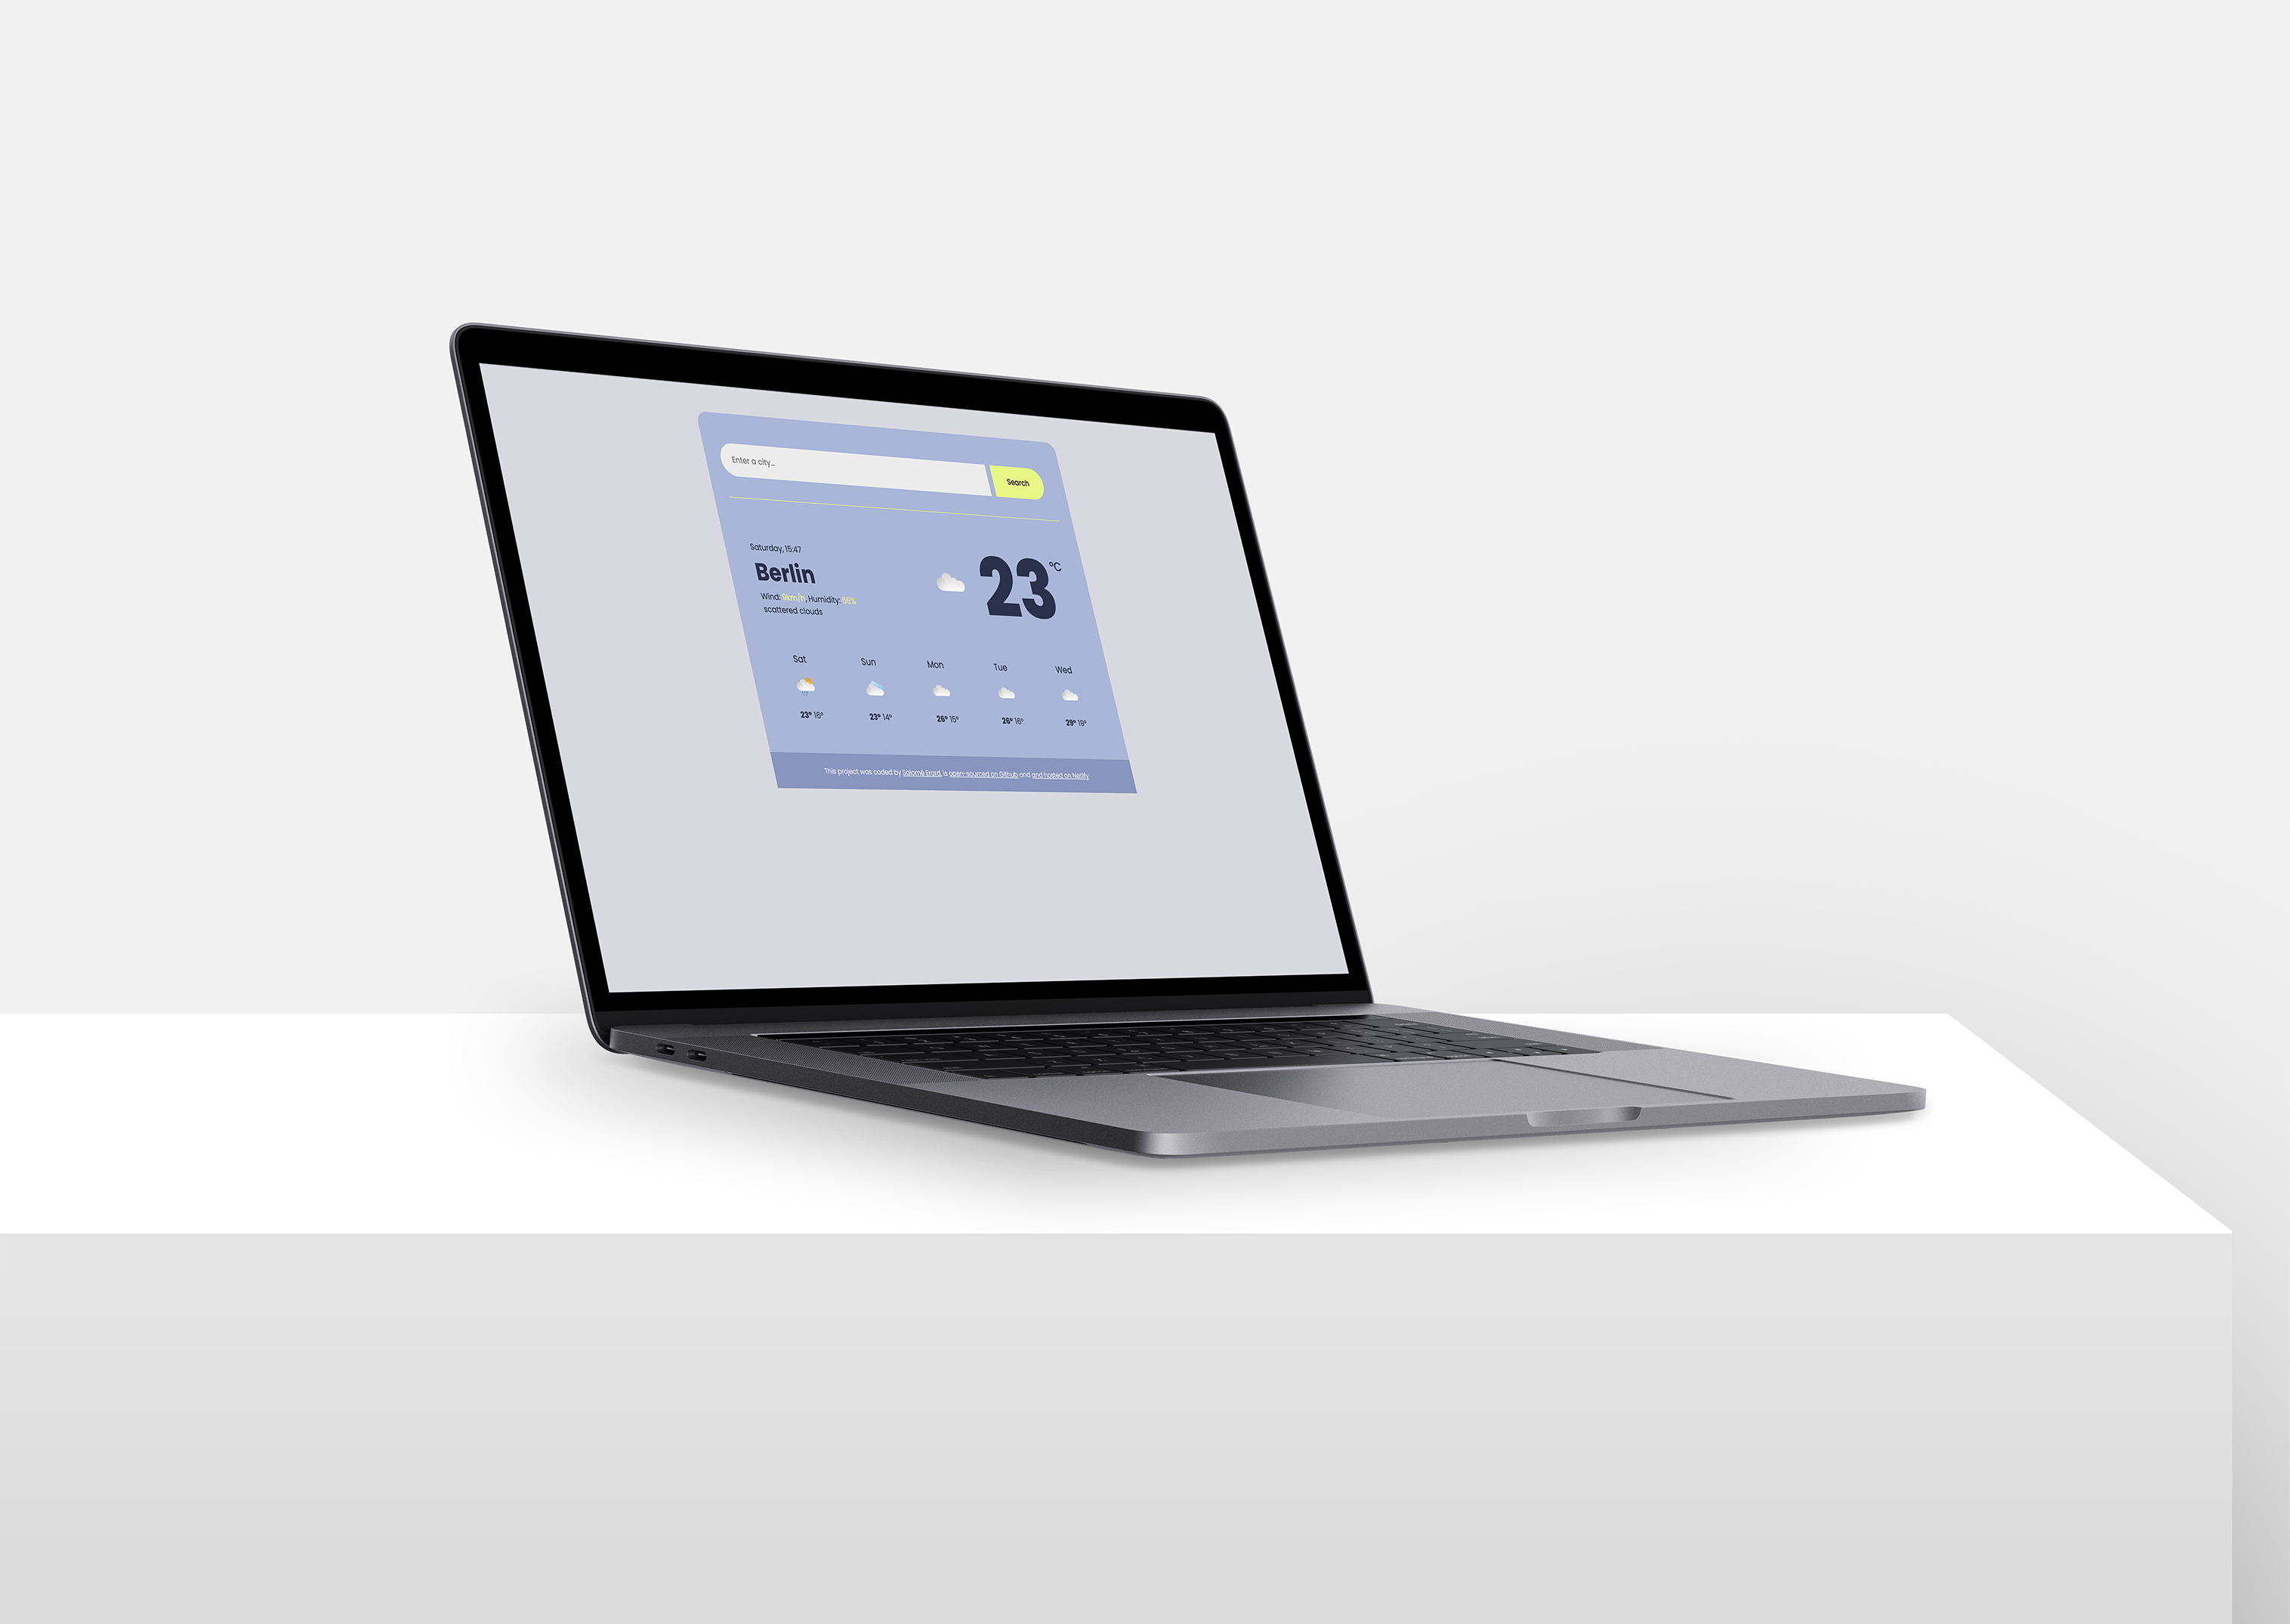 Enter a city...
Search
Saturday, 15:47
Berlin
Wind: 9km/h, Humidity: 55%
scattered clouds
23 °C
Sat Sun Mon Tue Wed
23° 16° 23° 14° 26° 15° 26° 16° 29° 19°
This project was coded by Salomé Erard, is open-sourced on Github and and hosted on Netlify